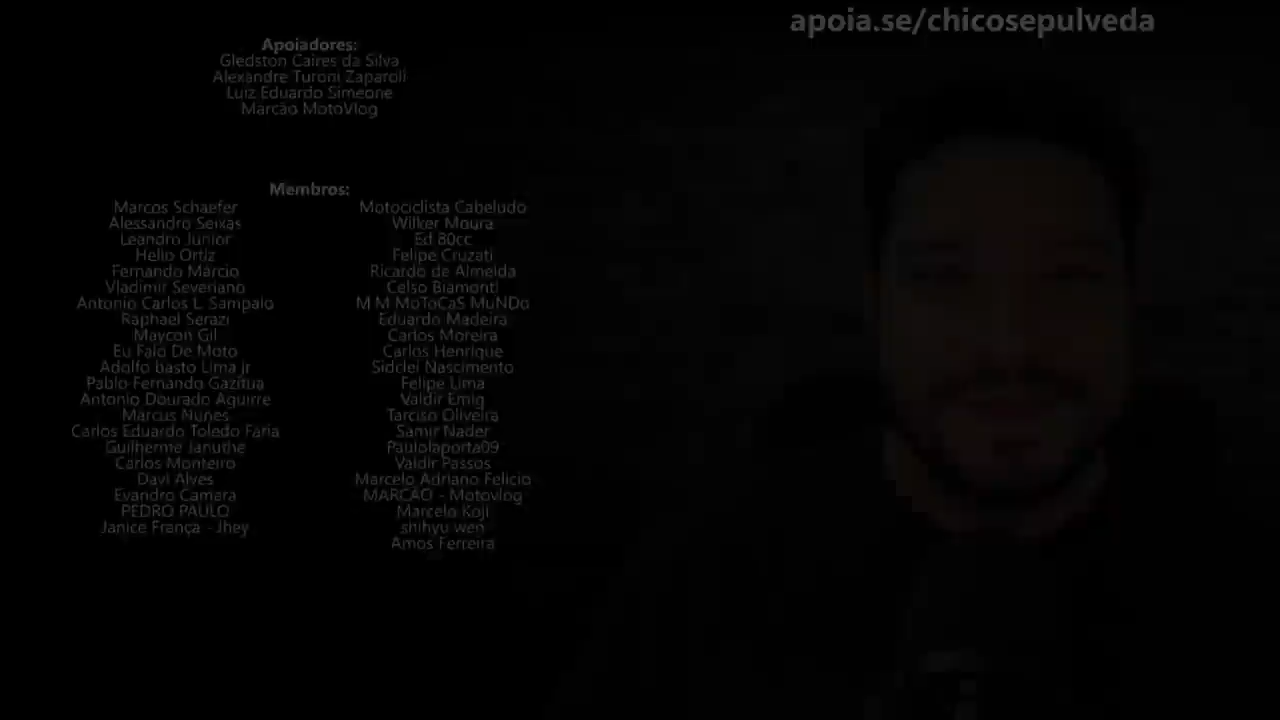 apoia.se/chicosepulveda
Apoiadores:
Gledston Caires da Silva
Alexandre Turoni Zaparoli
Luiz Eduardo Simeone
Marcão MotoVlog
Membros:
Marcos Schaefer
Alessandro Seixas
Leandro Junior
Helio Ortiz
Fernando Márcio
Vladimir Severiano
Antonio Carlos L. Sampaio
Raphael Serazi
Maycon Gil
Eu Falo De Moto
Adolfo basto Lima jr
Pablo Fernando Gazitua
Antonio Dourado Aguirre
Marcus Nunes
Carlos Eduardo Toledo Faria
Guilherme Januthe
Carlos Monteiro
Davi Alves
Evandro Camara
PEDRO PAULO
Janice França - Jhey
Motociclista Cabeludo
Wilker Moura
Ed 80cc
Felipe Cruzati
Ricardo de Almeida
Celso Biamonti
M M MoToCaS MuNDo
Eduardo Madeira
Carlos Moreira
Carlos Henrique
Sidclei Nascimento
Felipe Lima
Valdir Emig
Tarciso Oliveira
Samir Nader
Paulolaporta09
Valdir Passos
Marcelo Adriano Felicio
MARCÃO - Motovlog
Marcelo Koji
shihyu wen
Amos Ferreira